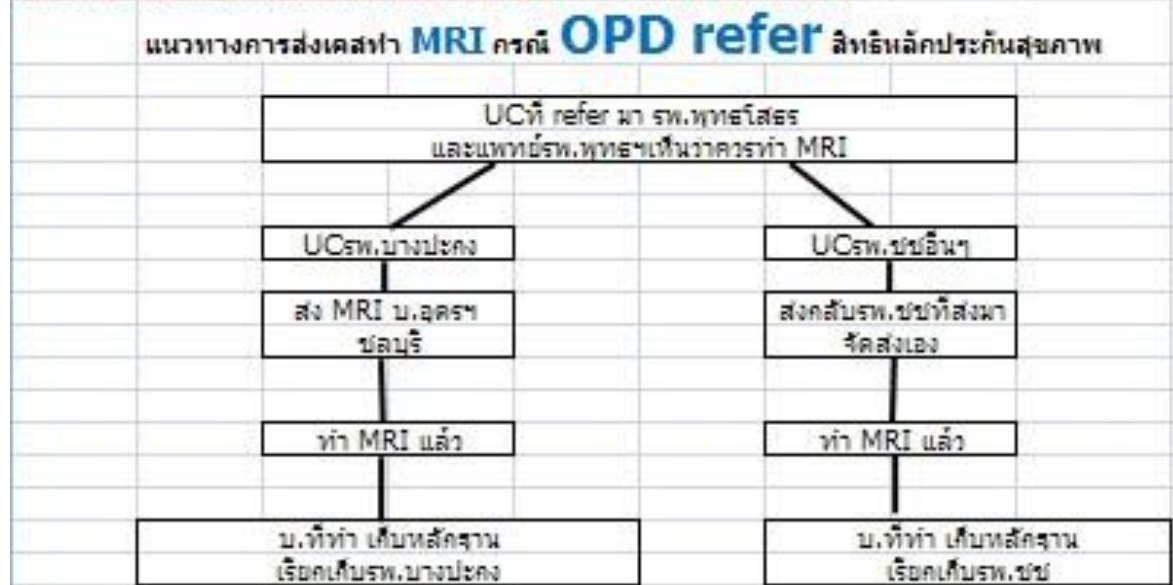 แนวทางการส่งเคสทำ MRI กรณี OPD refer สิทธิหลักประกันสุขภาพ
UCที่ refer มา รพ.พุทธโสธร
และแพทย์รพ.พุทธฯเห็นว่าควรทำ MRI
UCรพ.บางปะกง
UCรพ.ชชอื่นๆ
ส่ง MRI บ.อุดรฯ
ชลบุรี
ส่งกลับรพ.ชชที่ส่งมา
จัดส่งเอง
ทำ MRI แล้ว
ทำ MRI แล้ว
บ.ที่ทำ เก็บหลักฐาน
เรียกเก็บรพ.บางปะกง
บ.ที่ทำ เก็บหลักฐาน
เรียกเก็บรพ.ชช